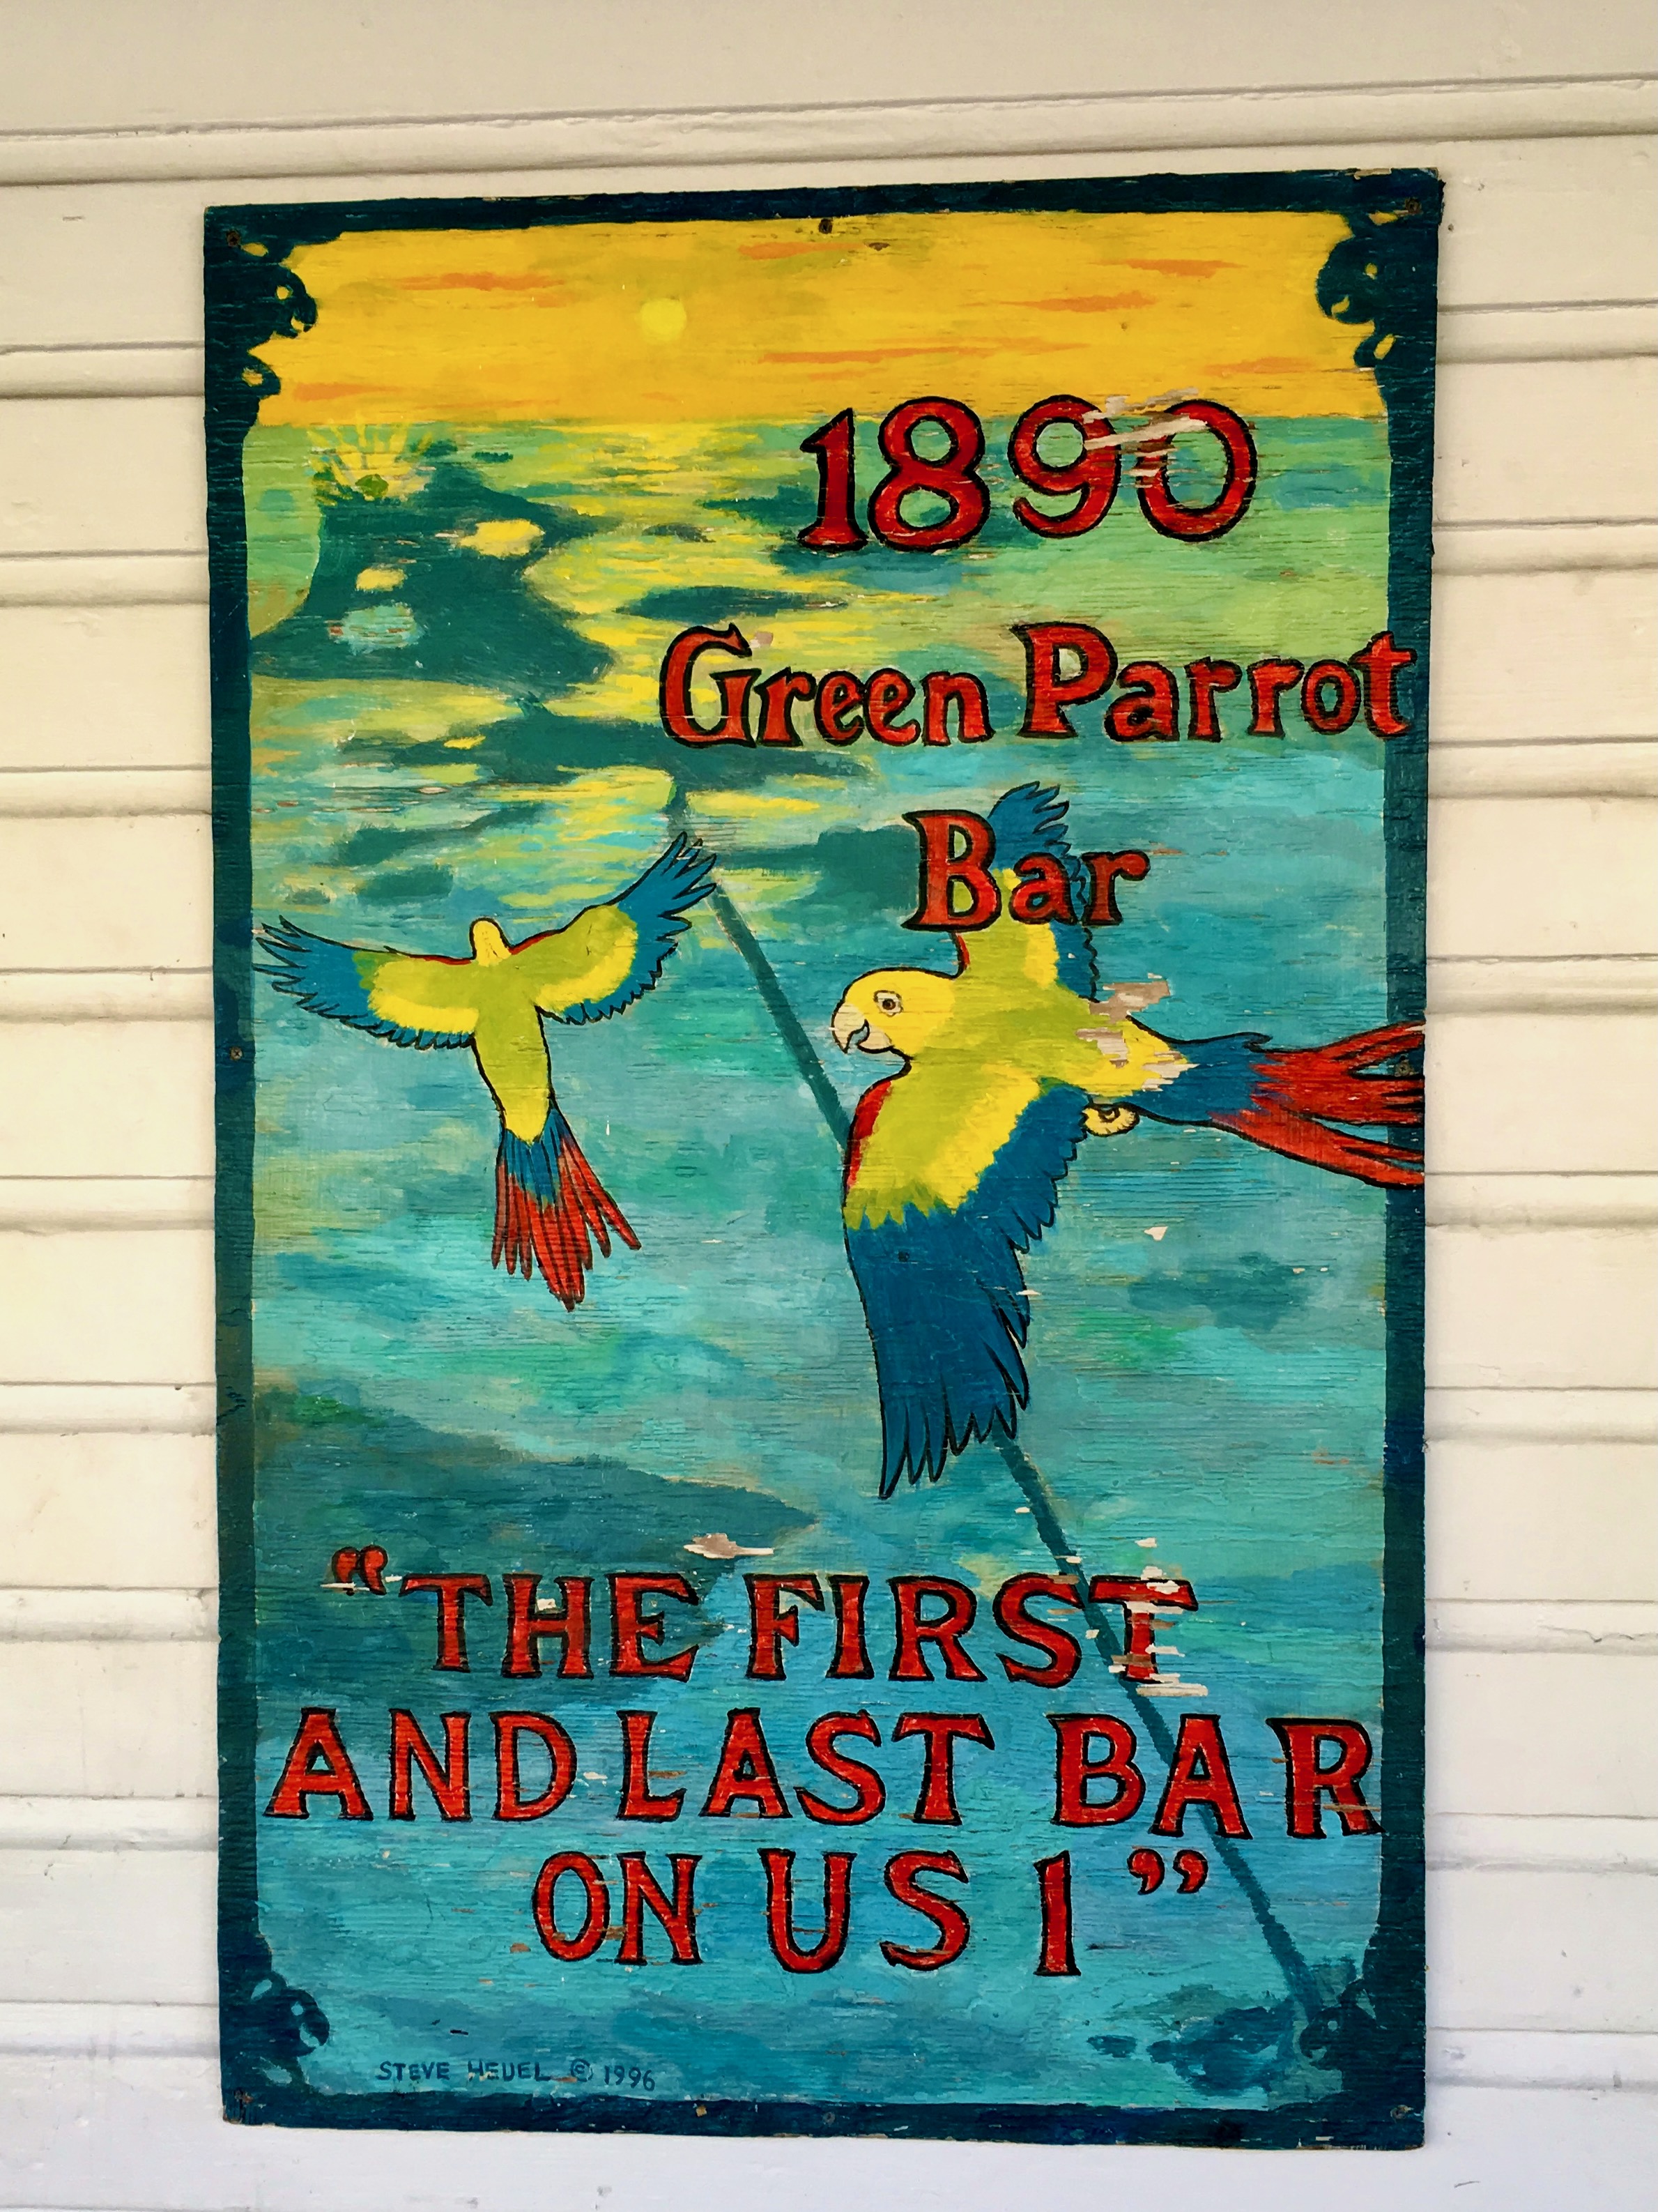 1890
Green Parrot
Bar
“THE FIRST
AND LAST BAR
ON US 1”
STEVE HEUEL © 1996